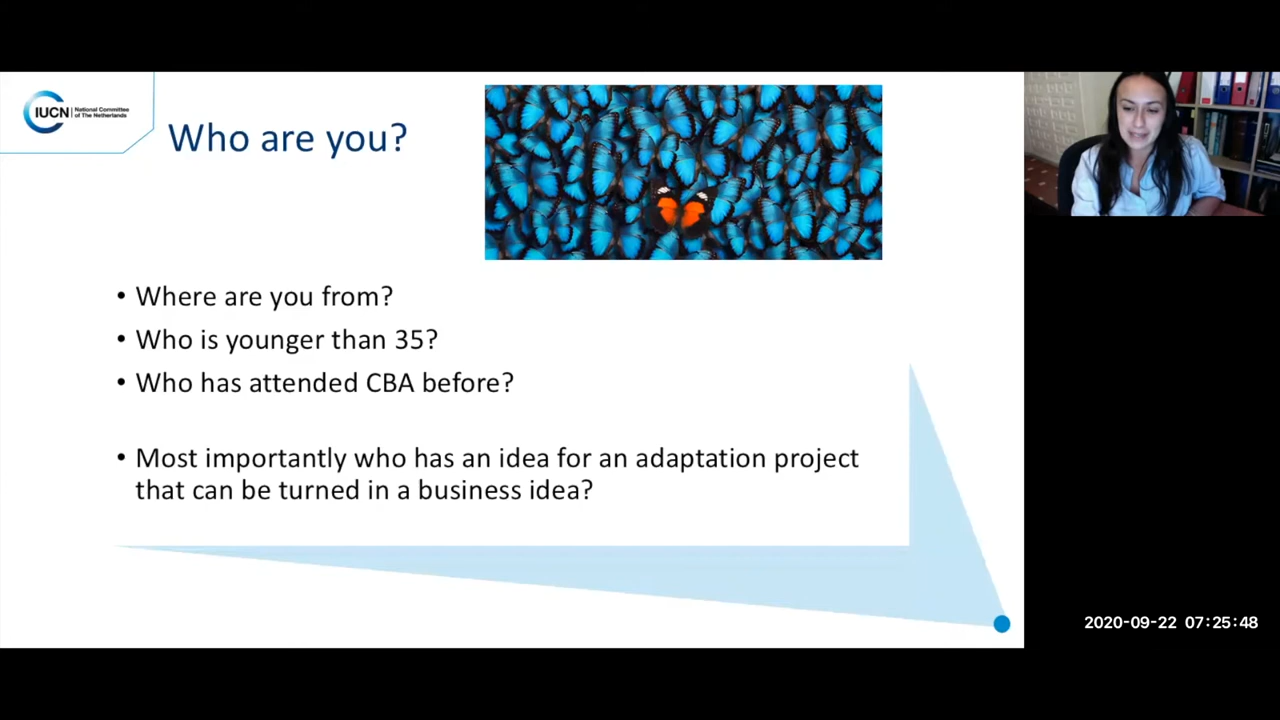 IUCN
National Committee
of The Netherlands
Who are you?
• Where are you from?
• Who is younger than 35?
• Who has attended CBA before?
• Most importantly who has an idea for an adaptation project
that can be turned in a business idea?
2020-09-22 07:25:48